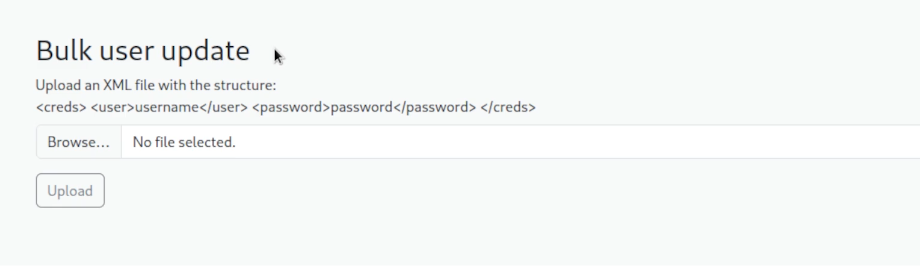 Bulk user update
Upload an XML file with the structure:
<creds> <user>username</user> <password>password</password> </creds>
Browse... No file selected.
Upload